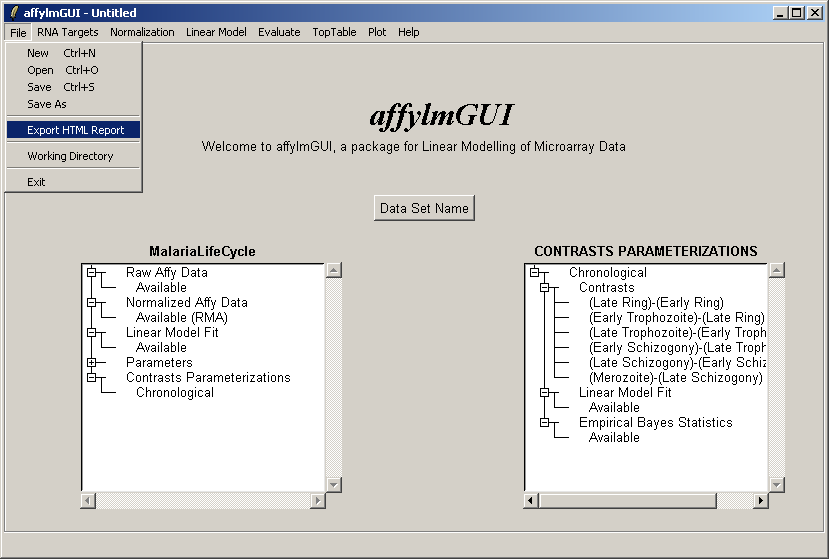 affylmGUI - Untitled
File RNA Targets Normalization Linear Model Evaluate TopTable Plot Help
New Ctrl+N
Open Ctrl+O
Save Ctrl+S
Save As
Export HTML Report
Working Directory
Exit
affylmGUI
Welcome to affylmGUI, a package for Linear Modelling of Microarray Data
Data Set Name
MalariaLifeCycle
Raw Affy Data
Available
Normalized Affy Data
Available (RMA)
Linear Model Fit
Available
Parameters
Contrasts Parameterizations
Chronological
CONTRASTS PARAMETERIZATIONS
Chronological
Contrasts
(Late Ring)-(Early Ring)
(Early Trophozoite)-(Late Ring)
(Late Trophozoite)-(Early Troph
(Early Schizogony)-(Late Troph
(Late Schizogony)-(Early Schiz
(Merozoite)-(Late Schizogony)
Linear Model Fit
Available
Empirical Bayes Statistics
Available